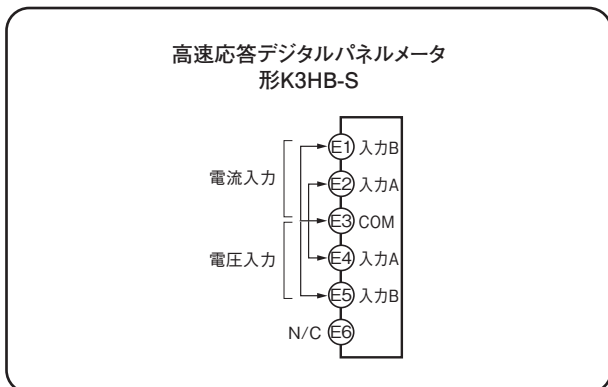 高速応答デジタルパネルメータ
形K3HB-S
E1 入力B
電流入力
E2 入力A
E3 COM
電圧入力
E4 入力A
E5 入力B
N/C E6